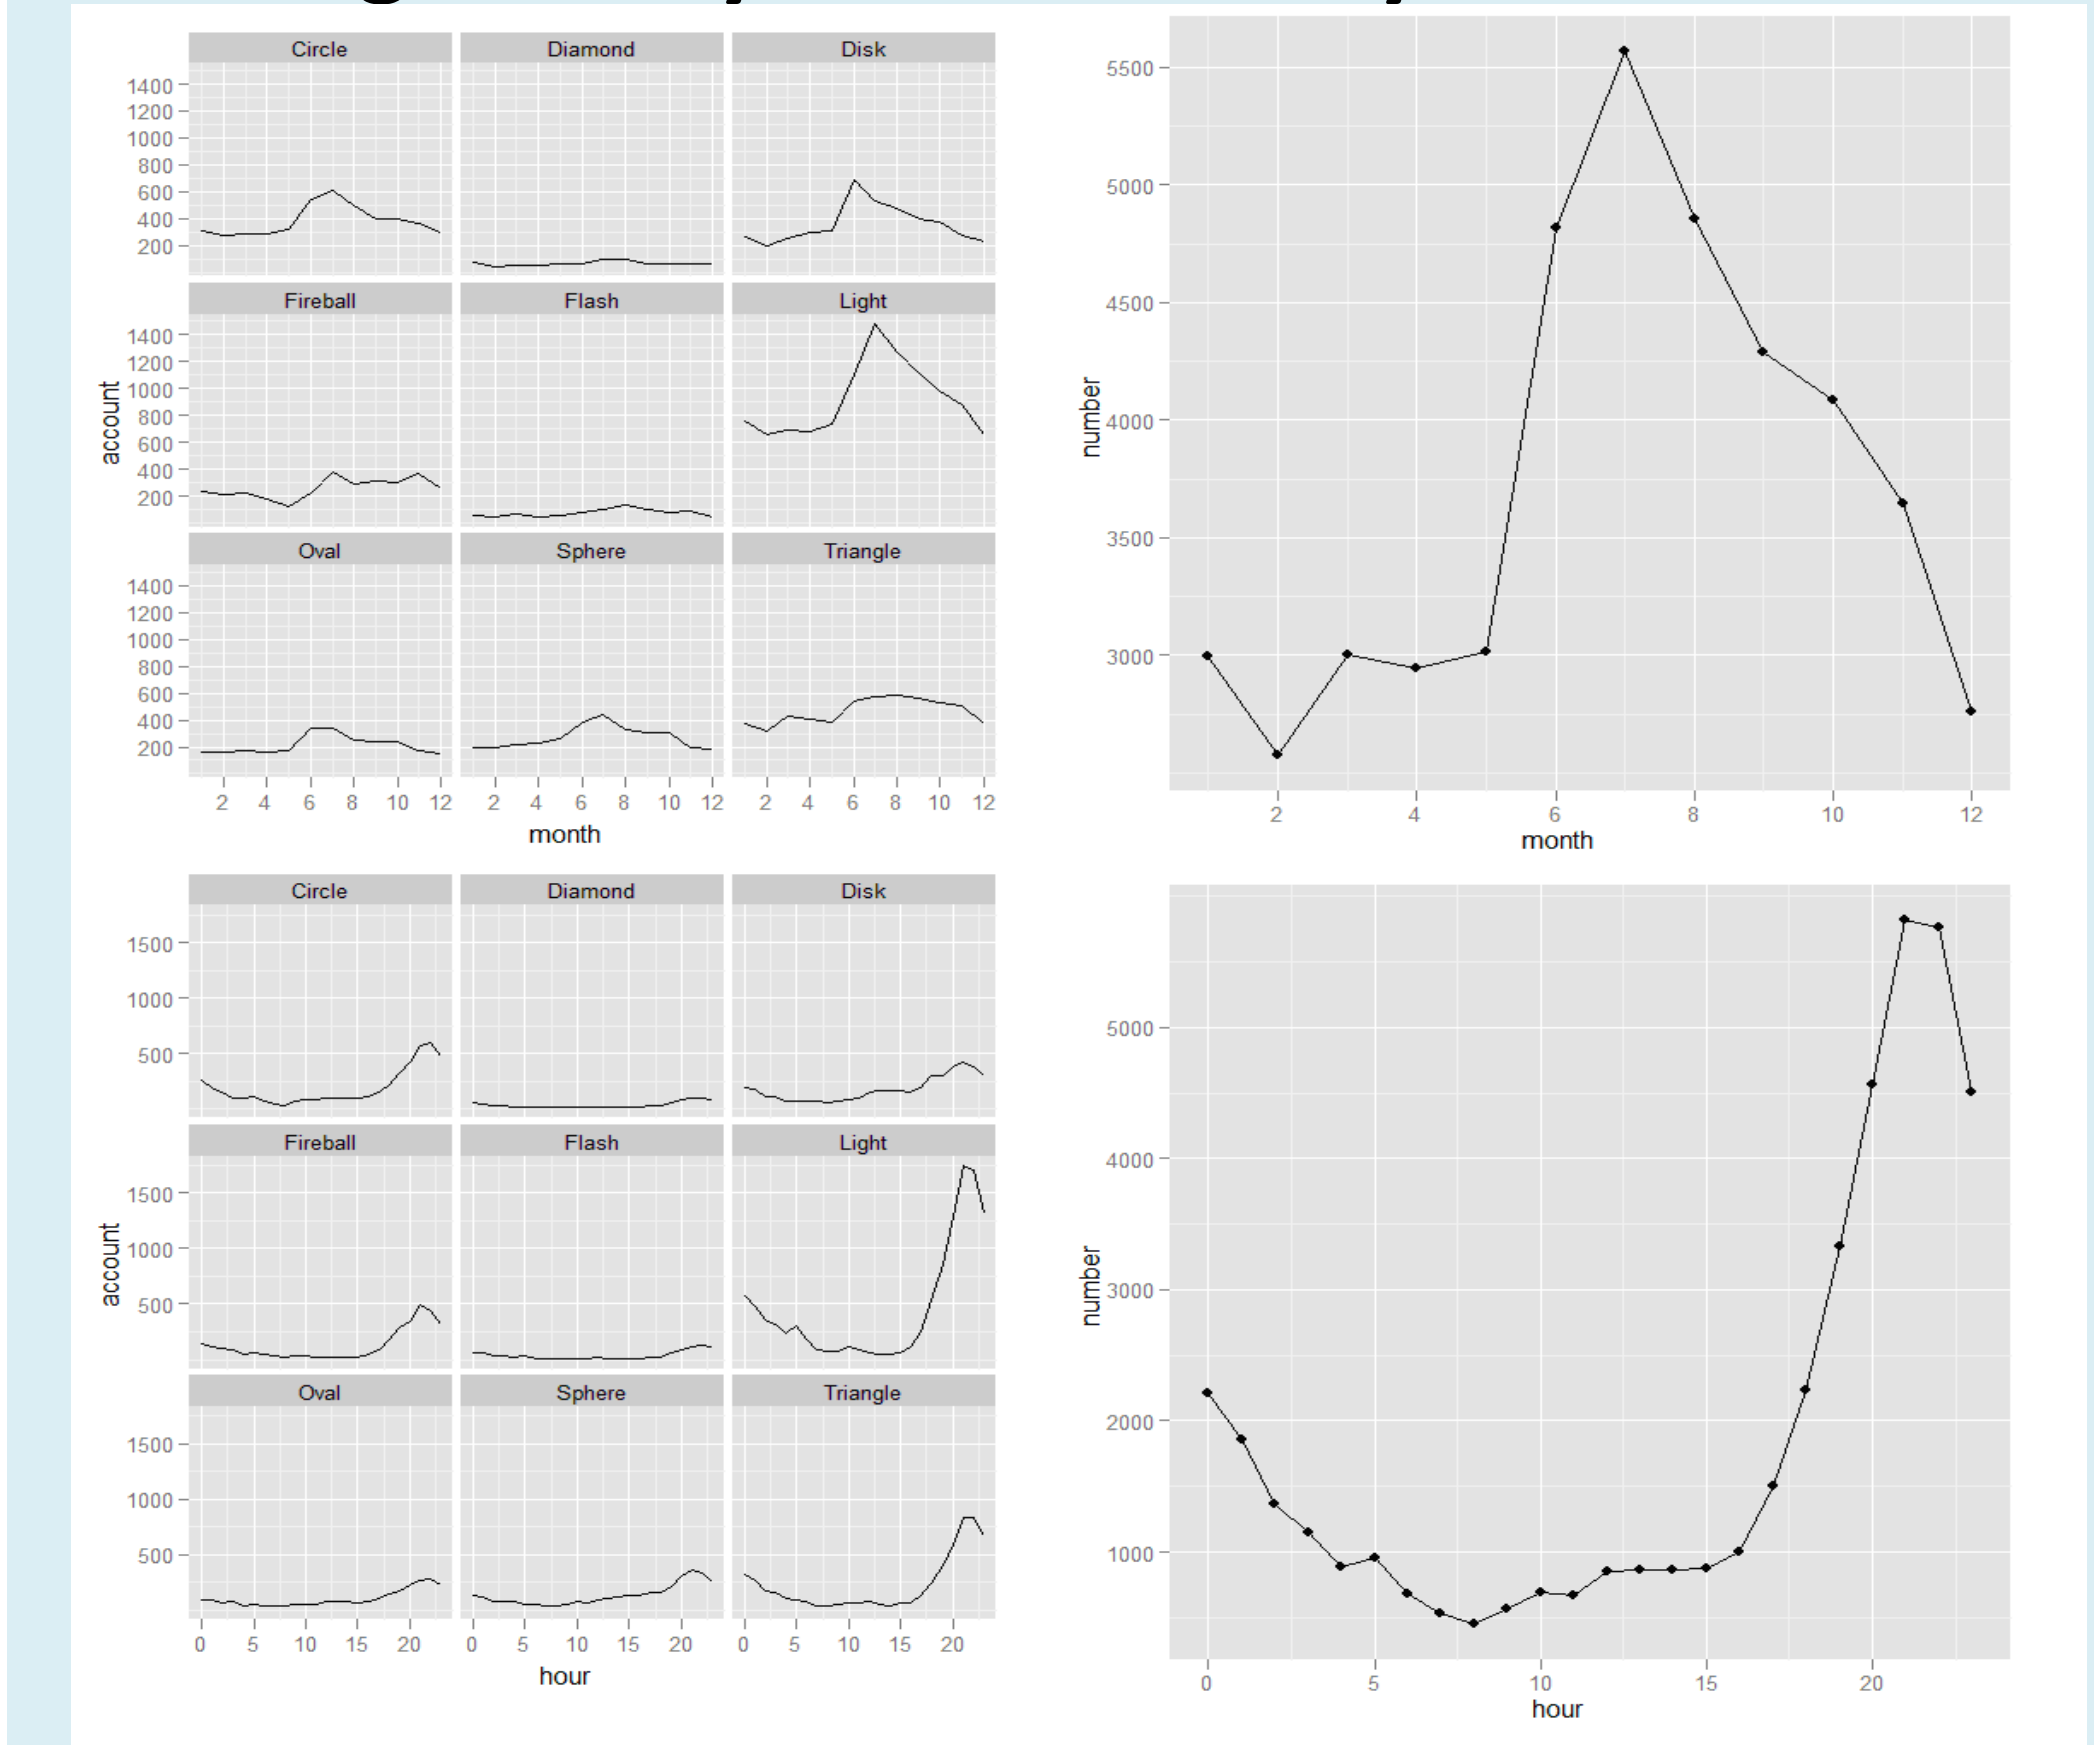 Circle Diamond Disk
1400
1200
1000
800
600
400
200
Fireball Flash Light
1400
1200
1000
800
600
400
200
account
Oval Sphere Triangle
1400
1200
1000
800
600
400
200
2 4 6 8 10 12 2 4 6 8 10 12 2 4 6 8 10 12
month
5500
5000
4500
4000
3500
3000
number
2 4 6 8 10 12
month
Circle Diamond Disk
1500
1000
500
Fireball Flash Light
1500
1000
500
account
Oval Sphere Triangle
1500
1000
500
0 5 10 15 20 0 5 10 15 20 0 5 10 15 20
hour
5000
4000
3000
2000
1000
number
0 5 10 15 20
hour